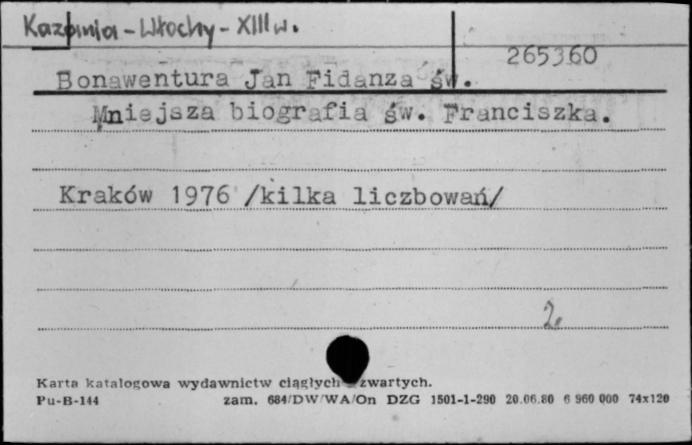 Kazania - Włochy - XIII w.
265360
Bonawentura Jan Fidanza św.
Mniejsza biografia św. Franciszka.
Kraków 1976 /kilka liczbowań/
2.
Karta katalogowa wydawnictw ciągłych zwartych.
Pu-B-144 zam. 684/DW/WA/On DZG 1501-1-290 20.06.80 6 960 000 74x120